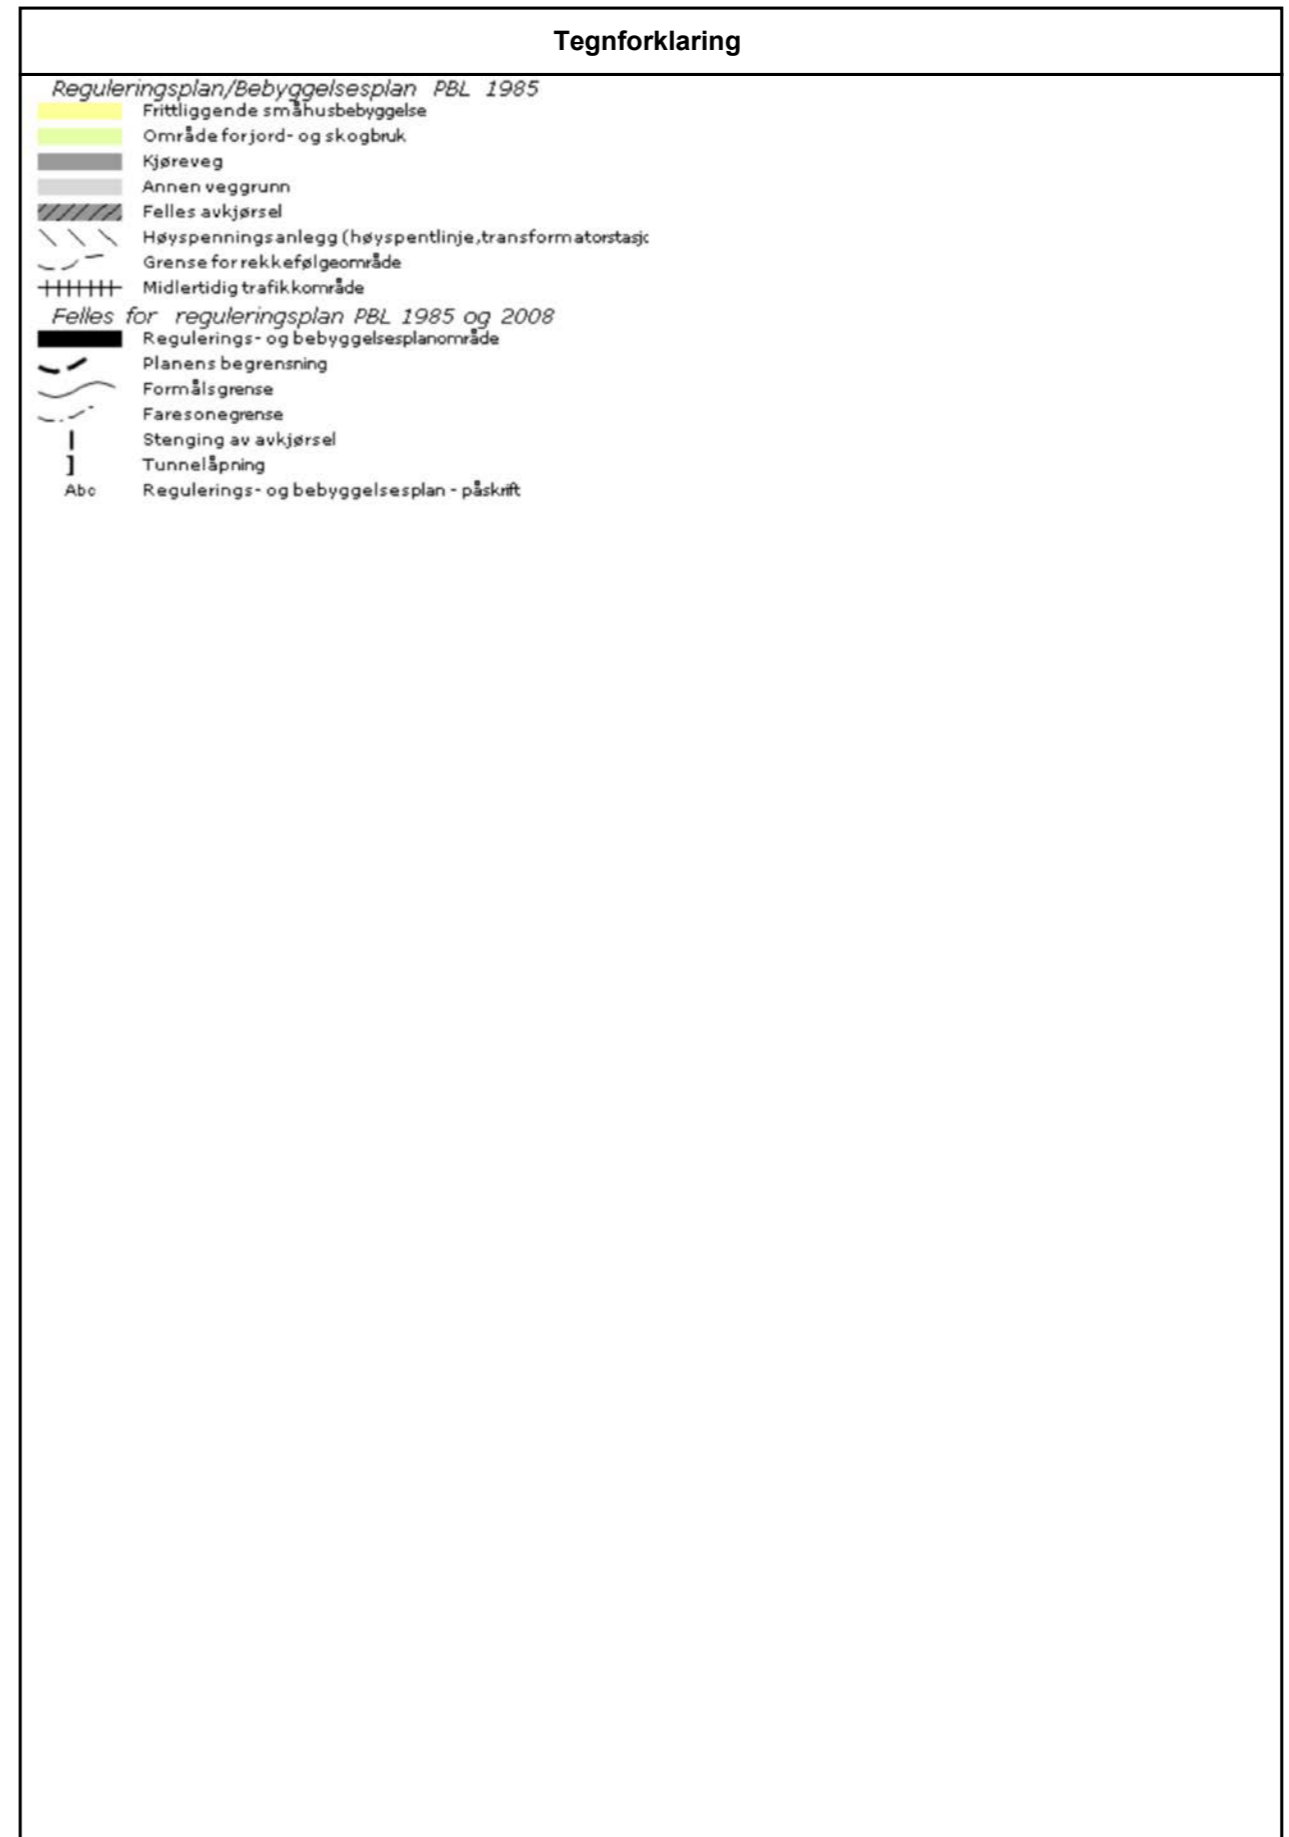 Tegnforklaring
Reguleringsplan/Bebyggelsesplan PBL 1985
Frittliggende småhusbebyggelse
Område for jord- og skogbruk
Kjøreveg
Annen veggrunn
Felles avkjørsel
Høyspenningsanlegg (høyspentlinje,transformatorstasjo
Grense for rekkefølgeområde
Midlertidig trafikkområde
Felles for reguleringsplan PBL 1985 og 2008
Regulerings- og bebyggelsesplanområde
Planens begrensning
Formålsgrense
Faresonegrense
Stenging av avkjørsel
Tunnelåpning
Abc Regulerings- og bebyggelsesplan - påskrift